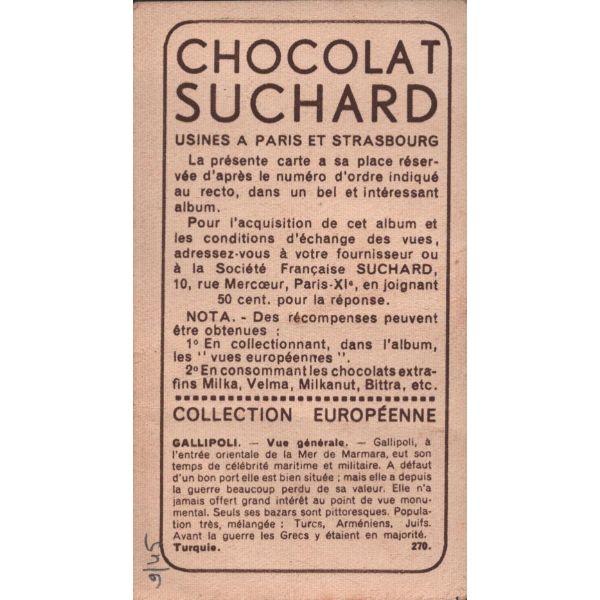 CHOCOLAT
SUCHARD
USINES A PARIS ET STRASBOURG
La présente carte a sa place réser-
vée d'après le numéro d'ordre indiqué
au recto, dans un bel et intéressant
album.
Pour l'acquisition de cet album et
les conditions d'échange des vues,
adressez-vous à votre fournisseur ou
à la Société Française SUCHARD,
10, rue Mercœur, Paris-XIe, en joignant
50 cent. pour la réponse.
NOTA. - Des récompenses peuvent
être obtenues :
1º En collectionnant, dans l'album,
les "vues européennes".
2º En consommant les chocolats extra-
fins Milka, Velma, Milkanut, Bittra, etc.
COLLECTION EUROPÉENNE
GALLIPOLI. — Vue générale. — Gallipoli, à
l'entrée orientale de la Mer de Marmara, eut son
temps de célébrité maritime et militaire. A défaut
d'un bon port elle est bien située ; mais elle a depuis
la guerre beaucoup perdu de sa valeur. Elle n'a
jamais offert grand intérêt au point de vue monu-
mental. Seuls ses bazars sont pittoresques. Popula-
tion très, mélangée : Turcs, Arméniens, Juifs.
Avant la guerre les Grecs y étaient en majorité.
Turquie. 270.
9/45